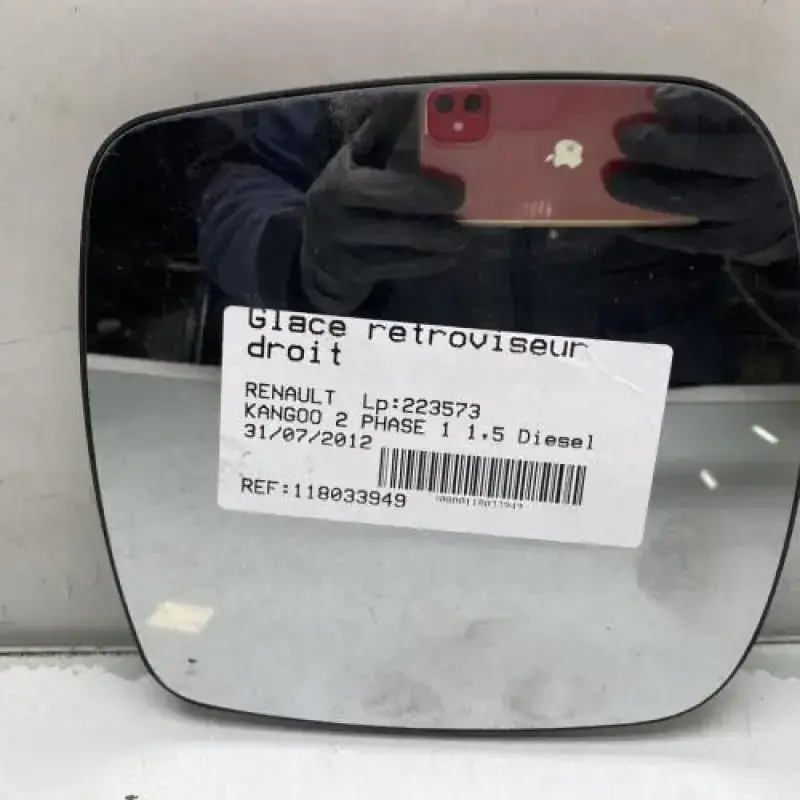 Glace retroviseur
droit
RENAULT Lp:223573
KANGOO 2 PHASE 1 1.5 Diesel
31/07/2012
REF:118033949